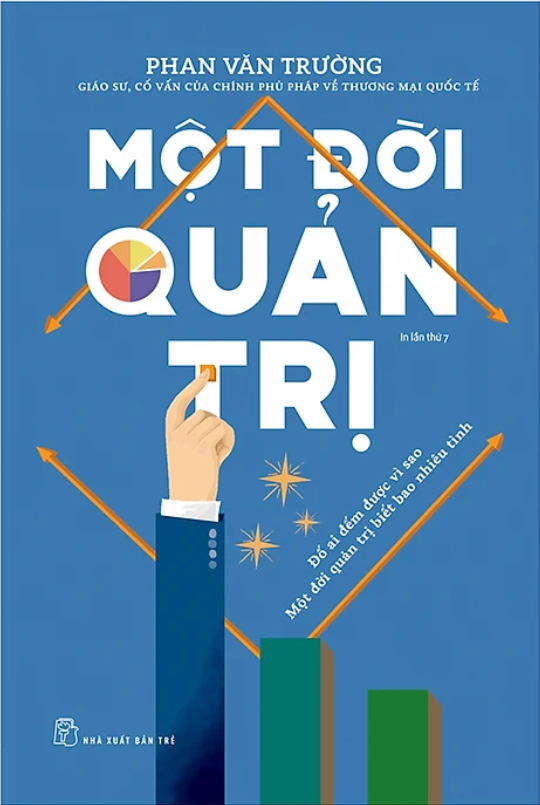 PHAN VĂN TRƯỜNG
GIÁO SƯ, CỐ VẤN CỦA CHÍNH PHỦ PHÁP VỀ THƯƠNG MẠI QUỐC TẾ
MỘT ĐỜI
QUẢN
In lần thứ 7
TRỊ
Đố ai đếm được vì sao
Một đời quản trị biết bao nhiêu tình
NHÀ XUẤT BẢN TRẺ